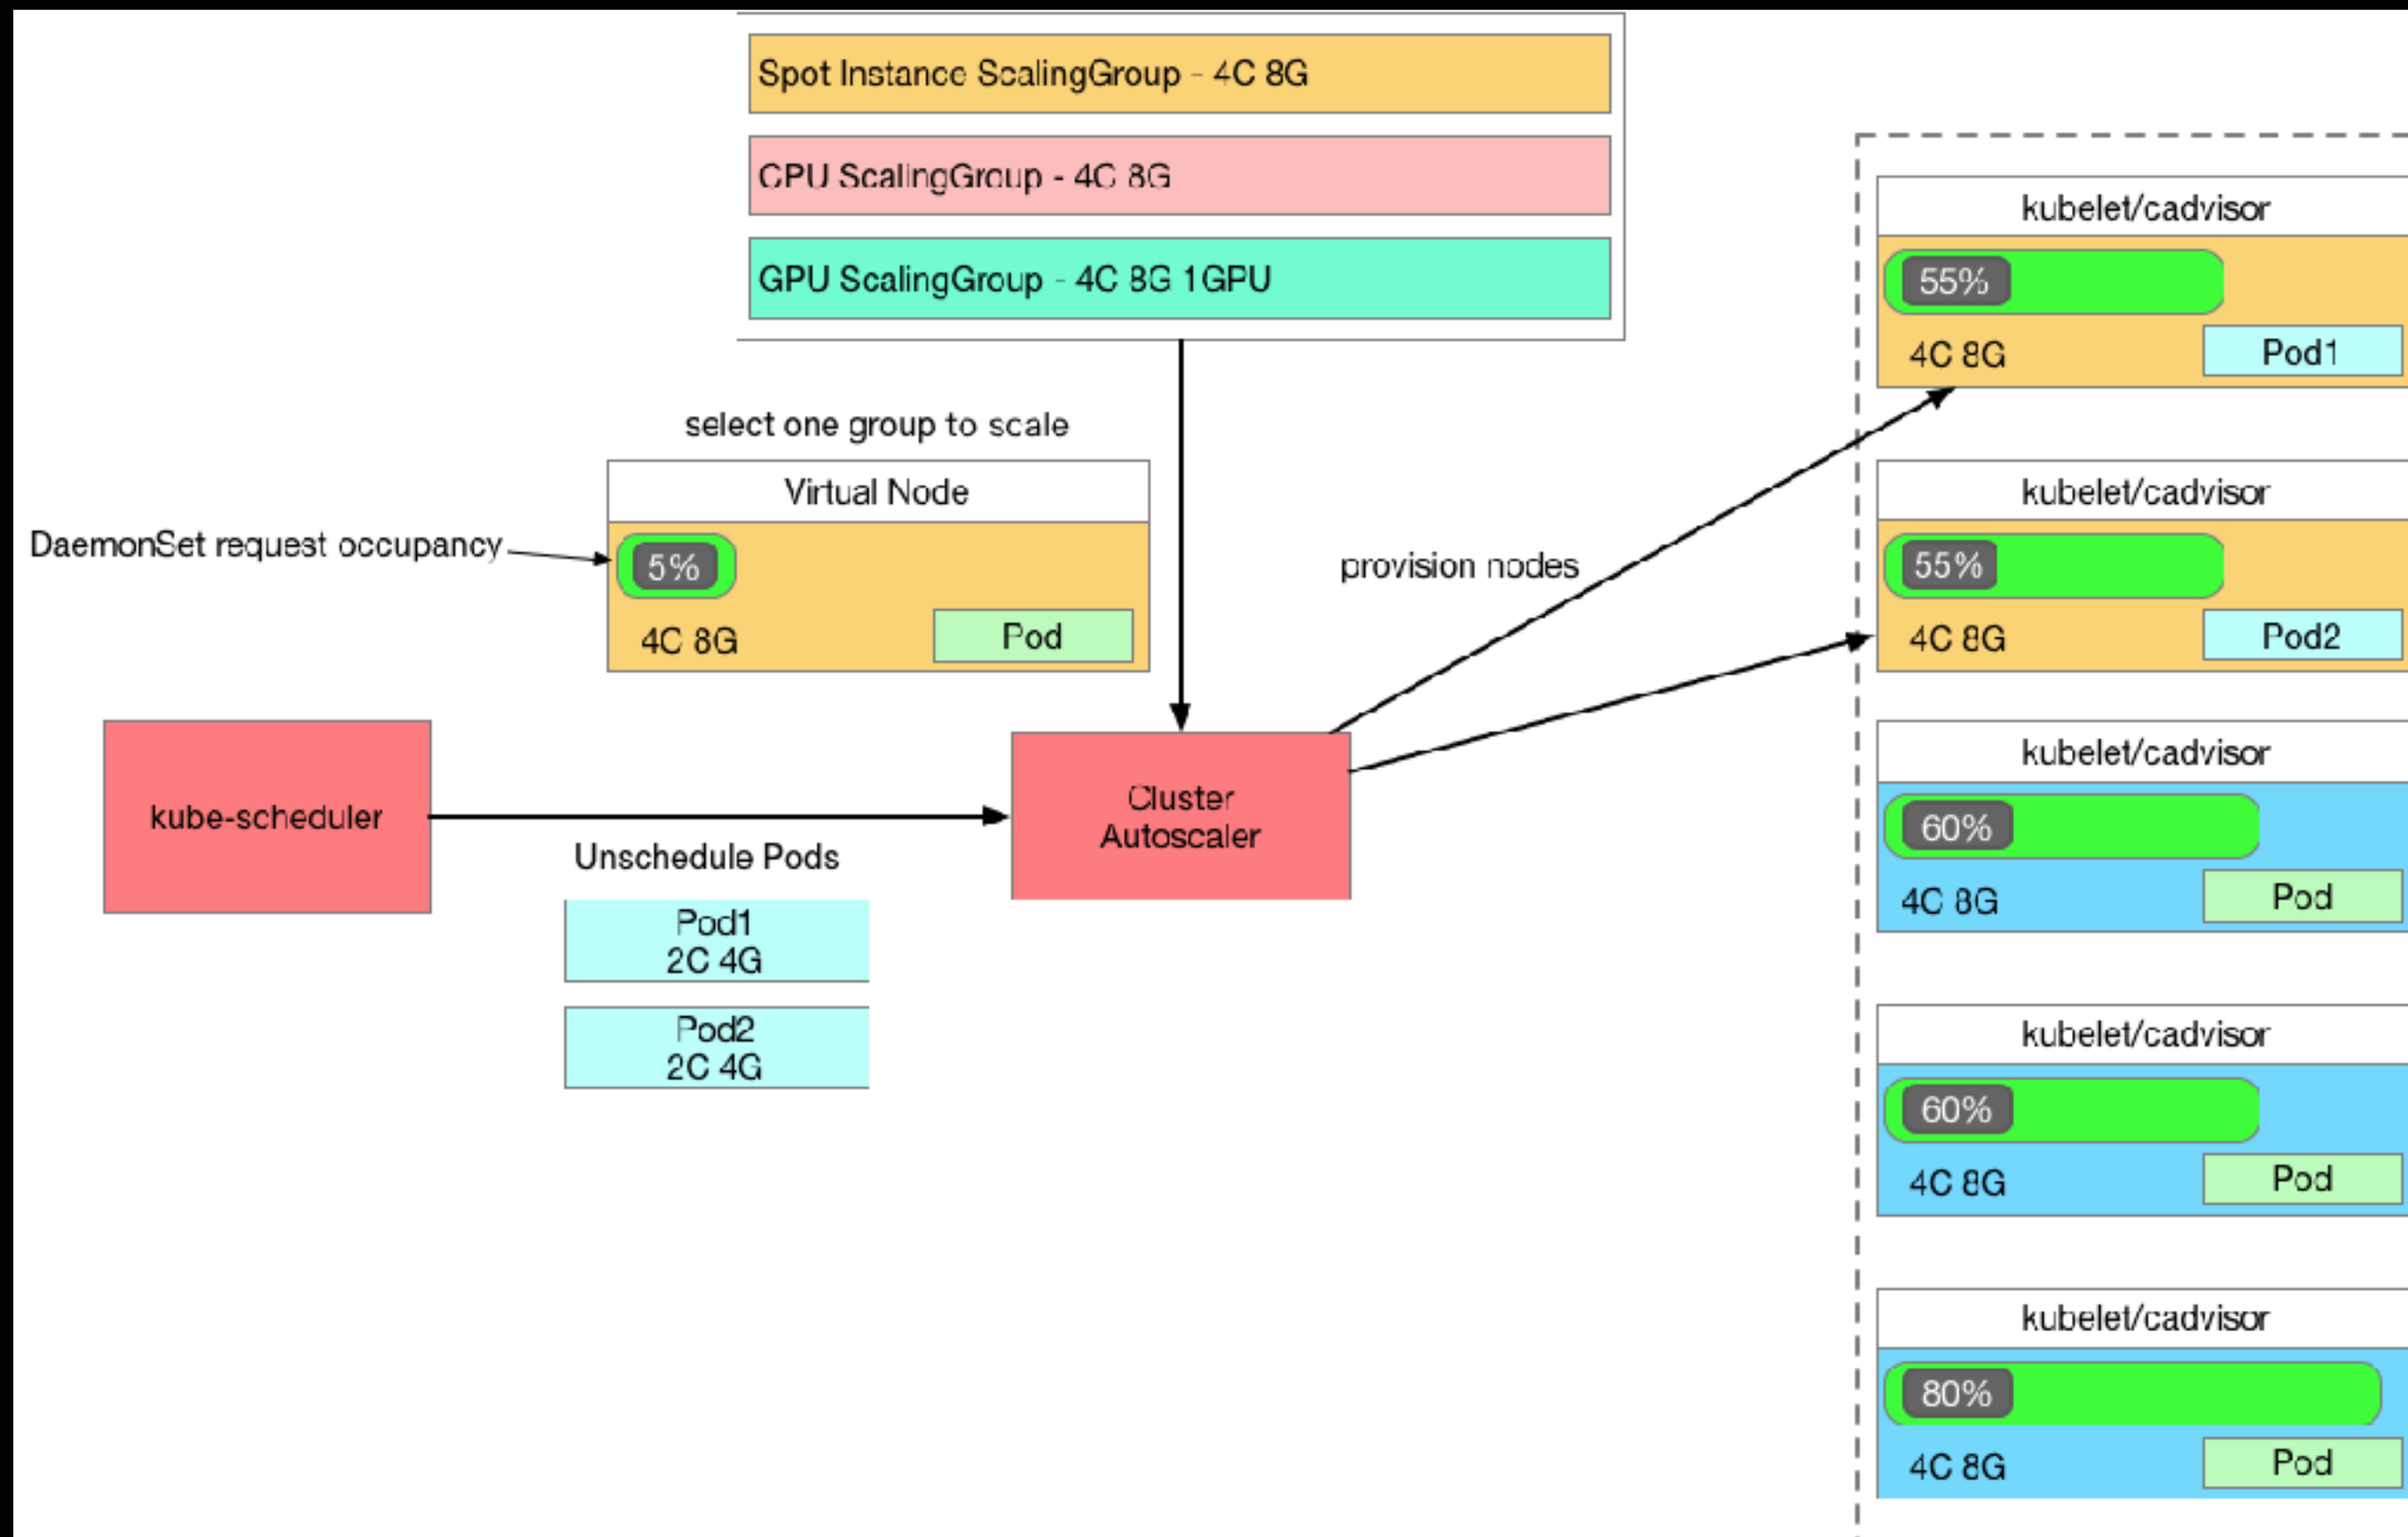 Spot Instance ScalingGroup - 4C 8G
CPU ScalingGroup - 4C 8G
GPU ScalingGroup - 4C 8G 1GPU
select one group to scale
Virtual Node
DaemonSet request occupancy
5%
4C 8G
Pod
kube-scheduler
Unschedule Pods
Pod1
2C 4G
Pod2
2C 4G
Cluster
Autoscaler
provision nodes
kubelet/cadvisor
55%
4C 8G
Pod1
kubelet/cadvisor
55%
4C 8G
Pod2
kubelet/cadvisor
60%
4C 8G
Pod
kubelet/cadvisor
60%
4C 8G
Pod
kubelet/cadvisor
80%
4C 8G
Pod